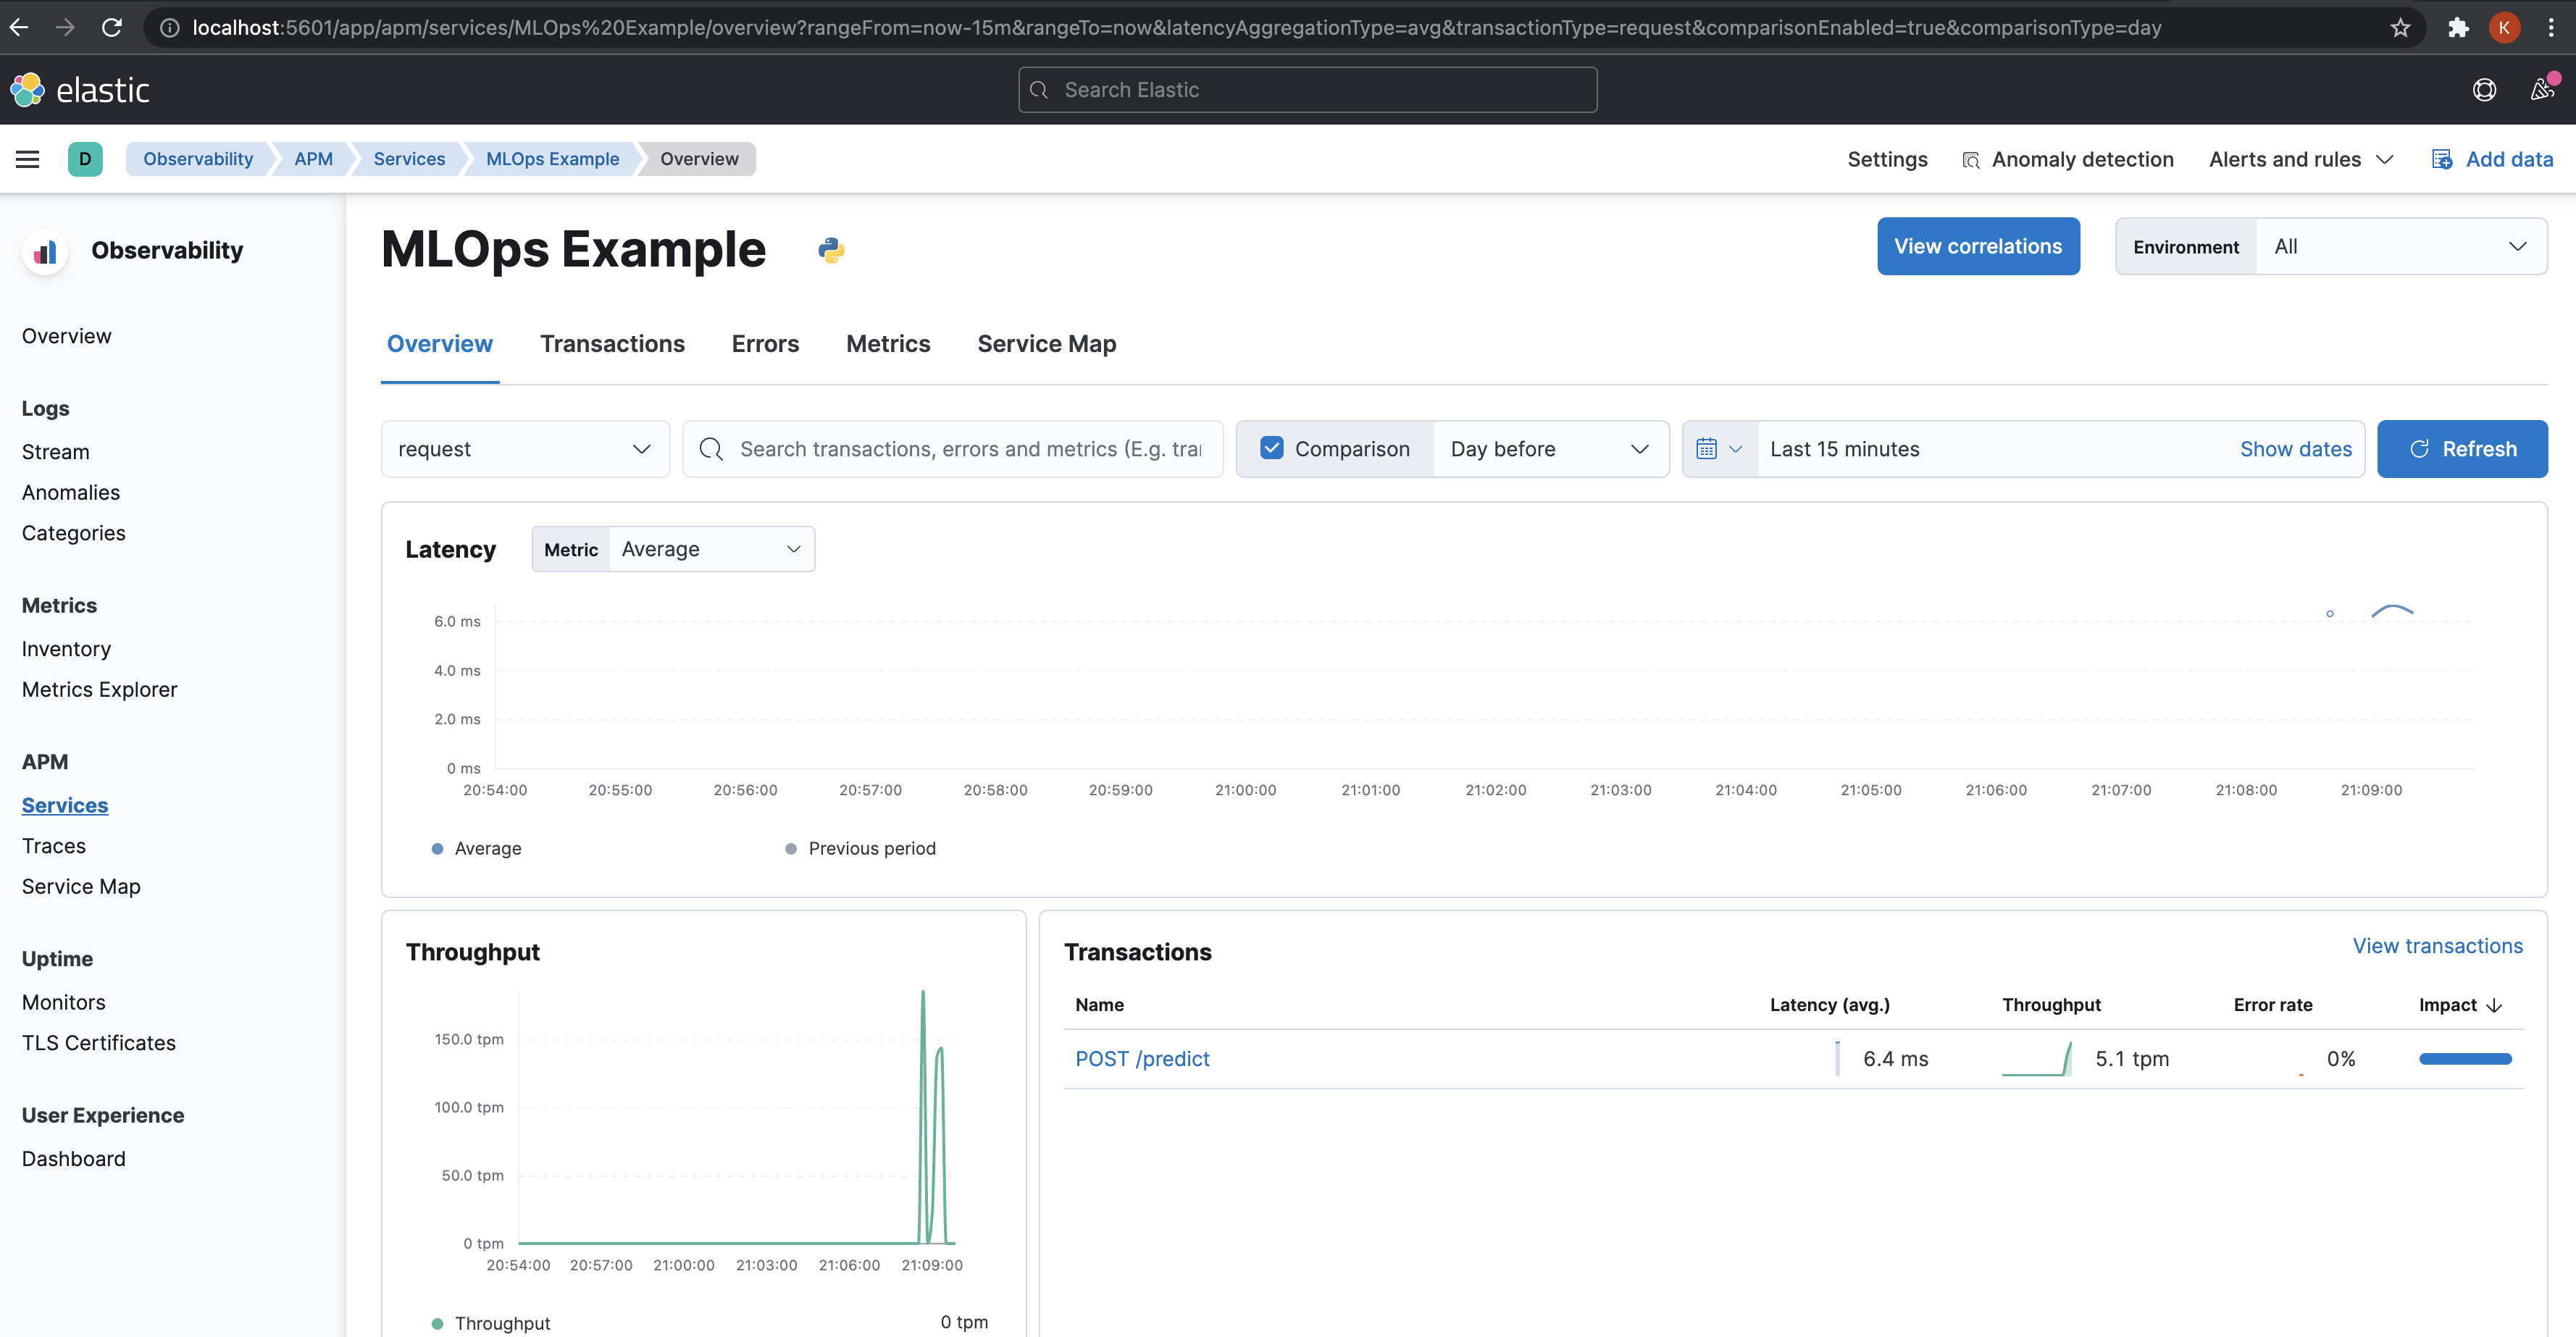 localhost:5601/app/apm/services/MLOps%20Example/overview?rangeFrom=now-15m&rangeTo=now&latencyAggregationType=avg&transactionType=request&comparisonEnabled=true&comparisonType=day
K
elastic
Search Elastic
D
Observability
APM
Services
MLOps Example
Overview
Settings
Anomaly detection
Alerts and rules
Add data
Observability
Overview
Logs
Stream
Anomalies
Categories
Metrics
Inventory
Metrics Explorer
APM
Services
Traces
Service Map
Uptime
Monitors
TLS Certificates
User Experience
Dashboard
MLOps Example
View correlations
Environment All
Overview
Transactions
Errors
Metrics
Service Map
request
Search transactions, errors and metrics (E.g. tra
Comparison
Day before
Last 15 minutes
Show dates
Refresh
Latency
Metric Average
6.0 ms
4.0 ms
2.0 ms
0 ms
20:54:00 20:55:00 20:56:00 20:57:00 20:58:00 20:59:00 21:00:00 21:01:00 21:02:00 21:03:00 21:04:00 21:05:00 21:06:00 21:07:00 21:08:00 21:09:00
Average
Previous period
Throughput
150.0 tpm
100.0 tpm
50.0 tpm
0 tpm
20:54:00 20:57:00 21:00:00 21:03:00 21:06:00 21:09:00
Throughput 0 tpm
Transactions
View transactions
Name Latency (avg.) Throughput Error rate Impact
POST /predict 6.4 ms 5.1 tpm 0%